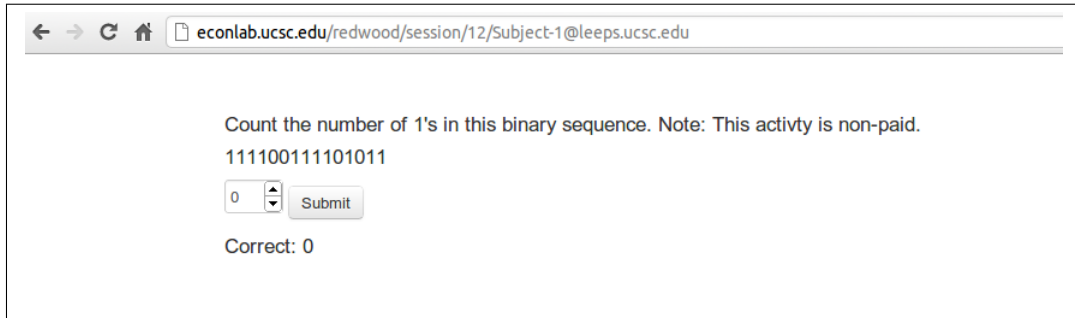 econlab.ucsc.edu/redwood/session/12/Subject-1@leeps.ucsc.edu
Count the number of 1's in this binary sequence. Note: This activty is non-paid.
111100111101011
0 Submit
Correct: 0